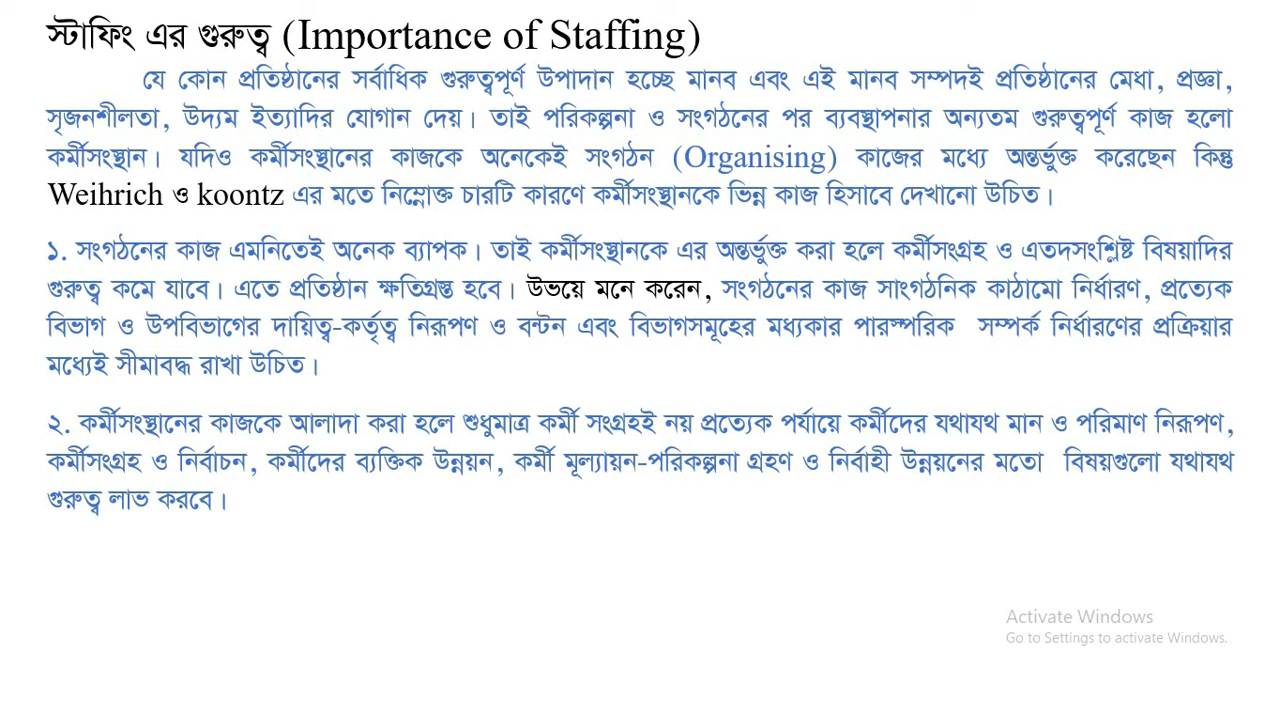 স্টাফিং এর গুরুত্ব (Importance of Staffing)
যে কোন প্রতিষ্ঠানের সর্বাধিক গুরুত্বপূর্ণ উপাদান হচ্ছে মানব এবং এই মানব সম্পদই প্রতিষ্ঠানের মেধা, প্রজ্ঞা,
সৃজনশীলতা, উদ্যম ইত্যাদির যোগান দেয়। তাই পরিকল্পনা ও সংগঠনের পর ব্যবস্থাপনার অন্যতম গুরুত্বপূর্ণ কাজ হলো
কর্মীসংস্থান। যদিও কর্মীসংস্থানের কাজকে অনেকেই সংগঠন (Organising) কাজের মধ্যে অন্তর্ভুক্ত করেছেন কিন্তু
Weihrich ও koontz এর মতে নিম্নোক্ত চারটি কারণে কর্মীসংস্থানকে ভিন্ন কাজ হিসাবে দেখানো উচিত।
১. সংগঠনের কাজ এমনিতেই অনেক ব্যাপক। তাই কর্মীসংস্থানকে এর অন্তর্ভুক্ত করা হলে কর্মীসংগ্রহ ও এতদসংশ্লিষ্ট বিষয়াদির
গুরুত্ব কমে যাবে। এতে প্রতিষ্ঠান ক্ষতিগ্রস্ত হবে। উভয়ে মনে করেন, সংগঠনের কাজ সাংগঠনিক কাঠামো নির্ধারণ, প্রত্যেক
বিভাগ ও উপবিভাগের দায়িত্ব-কর্তৃত্ব নিরূপণ ও বন্টন এবং বিভাগসমূহের মধ্যকার পারস্পরিক সম্পর্ক নির্ধারণের প্রক্রিয়ার
মধ্যেই সীমাবদ্ধ রাখা উচিত।
২. কর্মীসংস্থানের কাজকে আলাদা করা হলে শুধুমাত্র কর্মী সংগ্রহই নয় প্রত্যেক পর্যায়ে কর্মীদের যথাযথ মান ও পরিমাণ নিরূপণ,
কর্মীসংগ্রহ ও নির্বাচন, কর্মীদের ব্যক্তিক উন্নয়ন, কর্মী মূল্যায়ন-পরিকল্পনা গ্রহণ ও নির্বাহী উন্নয়নের মতো বিষয়গুলো যথাযথ
গুরুত্ব লাভ করবে।
Activate Windows
Go to Settings to activate Windows.